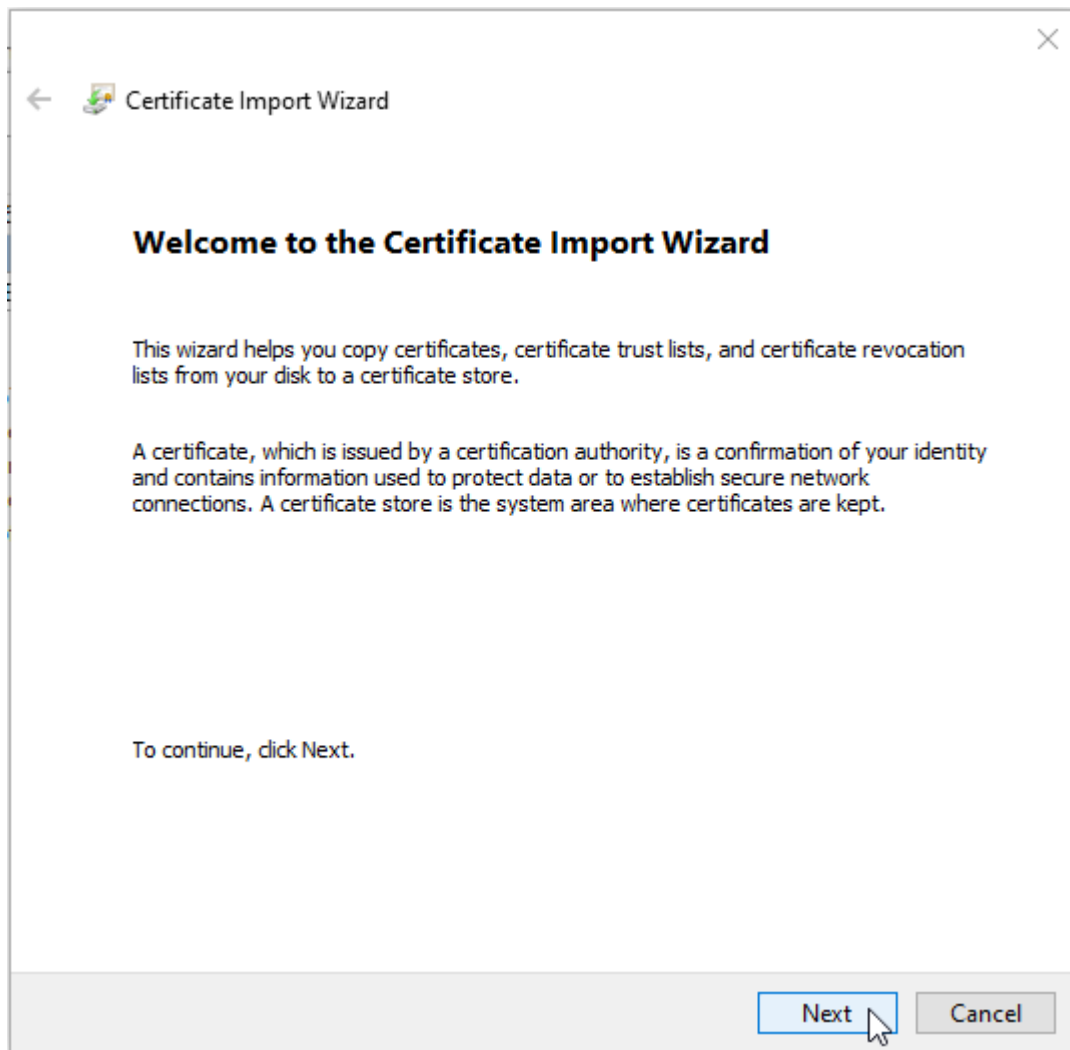 Certificate Import Wizard
Welcome to the Certificate Import Wizard
This wizard helps you copy certificates, certificate trust lists, and certificate revocation
lists from your disk to a certificate store.
A certificate, which is issued by a certification authority, is a confirmation of your identity
and contains information used to protect data or to establish secure network
connections. A certificate store is the system area where certificates are kept.
To continue, click Next.
Next Cancel